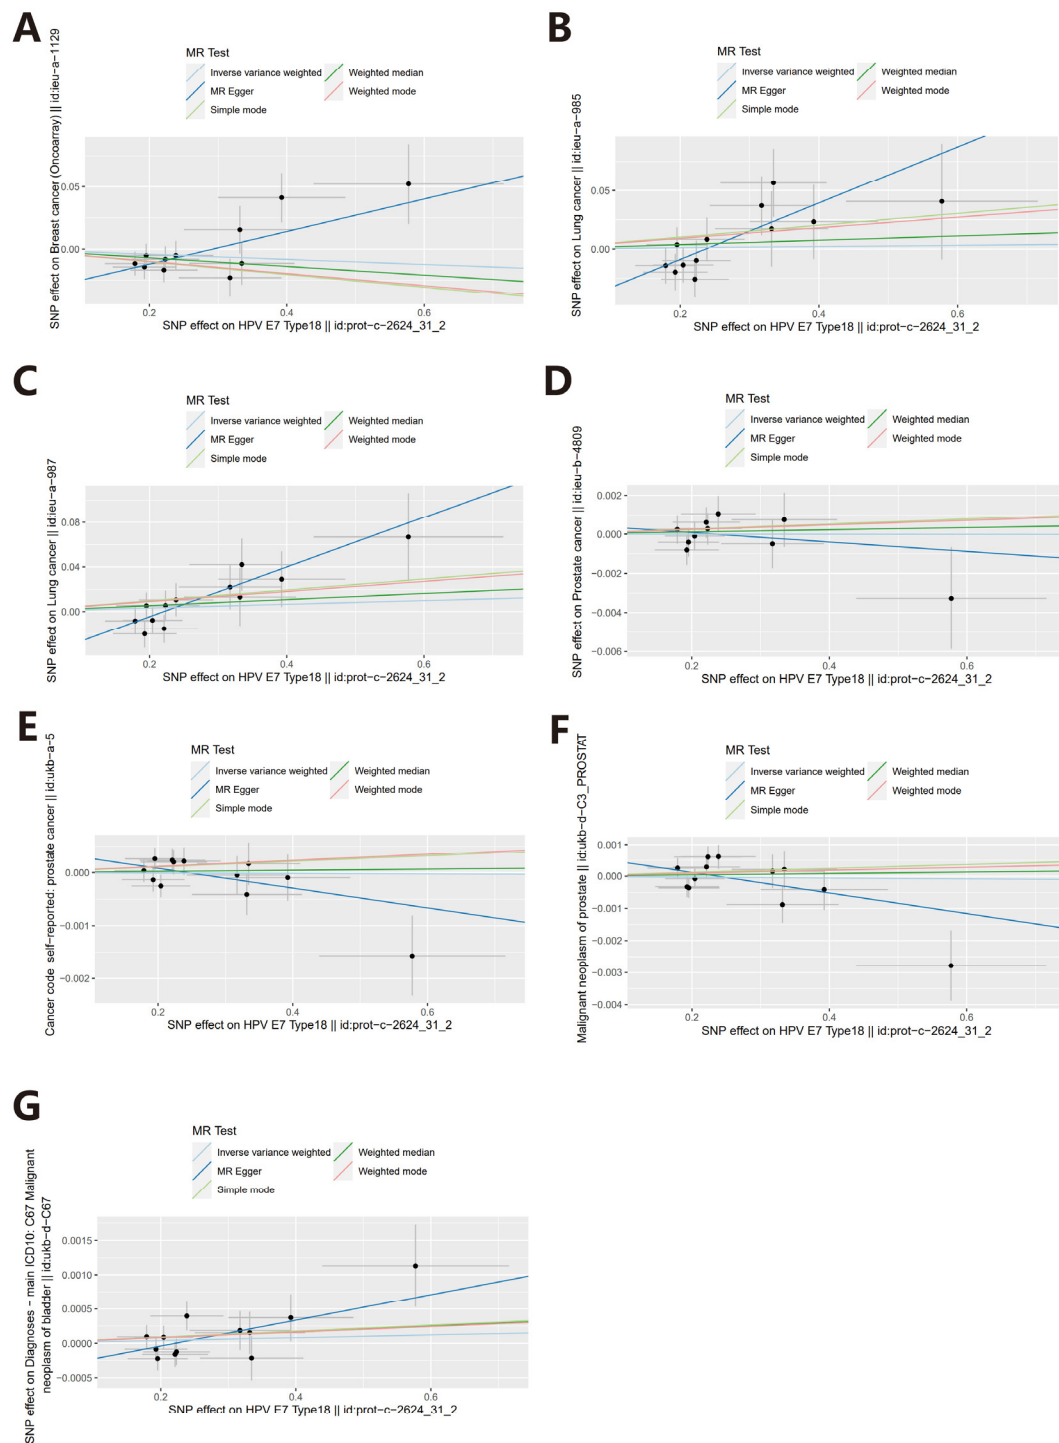 A
MR Test
Inverse variance weighted
Weighted median
MR Egger
Weighted mode
Simple mode
SNP effect on Breast cancer (Oncoarray) || id:ieu-a-1129
0.05
0.00
0.2
0.4
0.6
SNP effect on HPV E7 Type18 || id:prot-c-2624_31_2
B
MR Test
Inverse variance weighted
Weighted median
MR Egger
Weighted mode
Simple mode
SNP effect on Lung cancer || id:ieu-a-985
0.05
0.00
0.2
0.4
0.6
SNP effect on HPV E7 Type18 || id:prot-c-2624_31_2
C
MR Test
Inverse variance weighted
Weighted median
MR Egger
Weighted mode
Simple mode
SNP effect on Lung cancer || id:ieu-a-987
0.08
0.04
0.00
0.2
0.4
0.6
SNP effect on HPV E7 Type18 || id:prot-c-2624_31_2
D
MR Test
Inverse variance weighted
Weighted median
MR Egger
Weighted mode
Simple mode
SNP effect on Prostate cancer || id:ieu-b-4809
0.002
0.000
−0.002
−0.004
−0.006
0.2
0.4
0.6
SNP effect on HPV E7 Type18 || id:prot-c-2624_31_2
E
MR Test
Inverse variance weighted
Weighted median
MR Egger
Weighted mode
Simple mode
Cancer code self-reported: prostate cancer || id:ukb-a-5
0.000
−0.001
−0.002
0.2
0.4
0.6
SNP effect on HPV E7 Type18 || id:prot-c-2624_31_2
F
MR Test
Inverse variance weighted
Weighted median
MR Egger
Weighted mode
Simple mode
Malignant neoplasm of prostate || id:ukb-d-C3_PROSTAT
0.001
0.000
−0.001
−0.002
−0.003
−0.004
0.2
0.4
0.6
SNP effect on HPV E7 Type18 || id:prot-c-2624_31_2
G
MR Test
Inverse variance weighted
Weighted median
MR Egger
Weighted mode
Simple mode
SNP effect on Diagnoses − main ICD10: C67 Malignant
neoplasm of bladder || id:ukb-d-C67
0.0015
0.0010
0.0005
0.0000
−0.0005
0.2
0.4
0.6
SNP effect on HPV E7 Type18 || id:prot-c-2624_31_2